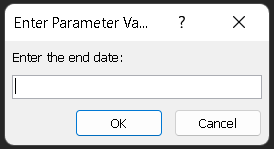 Enter Parameter Va...
?
Enter the end date:
OK
Cancel